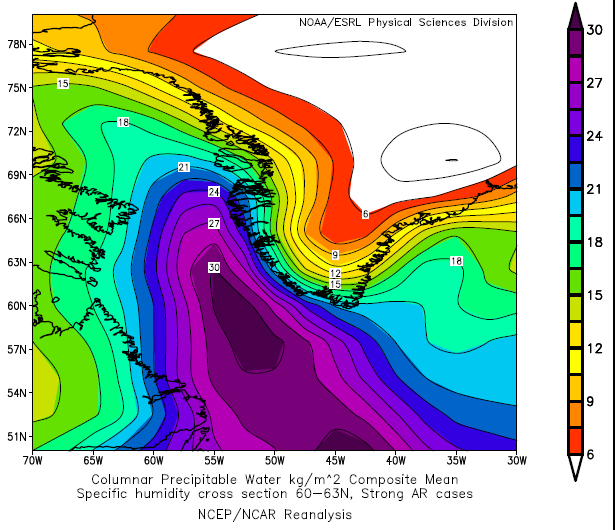 NOAA/ESRL Physical Sciences Division
78N
75N
72N
69N
66N
63N
60N
57N
54N
51N
15
18
21
24
27
30
6
9
12
15
18
70W 65W 60W 55W 50W 45W 40W 35W 30W
30
27
24
21
18
15
12
9
6
Columnar Precipitable Water kg/m^2 Composite Mean
Specific humidity cross section 60-63N, Strong AR cases
NCEP/NCAR Reanalysis